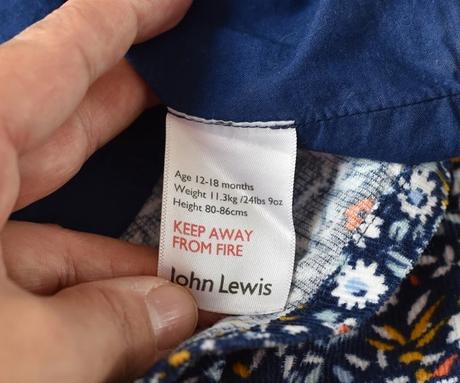 Age 12-18 months
Weight 11.3kg /24lbs 9oz
Height 80-86cms
KEEP AWAY
FROM FIRE
John Lewis